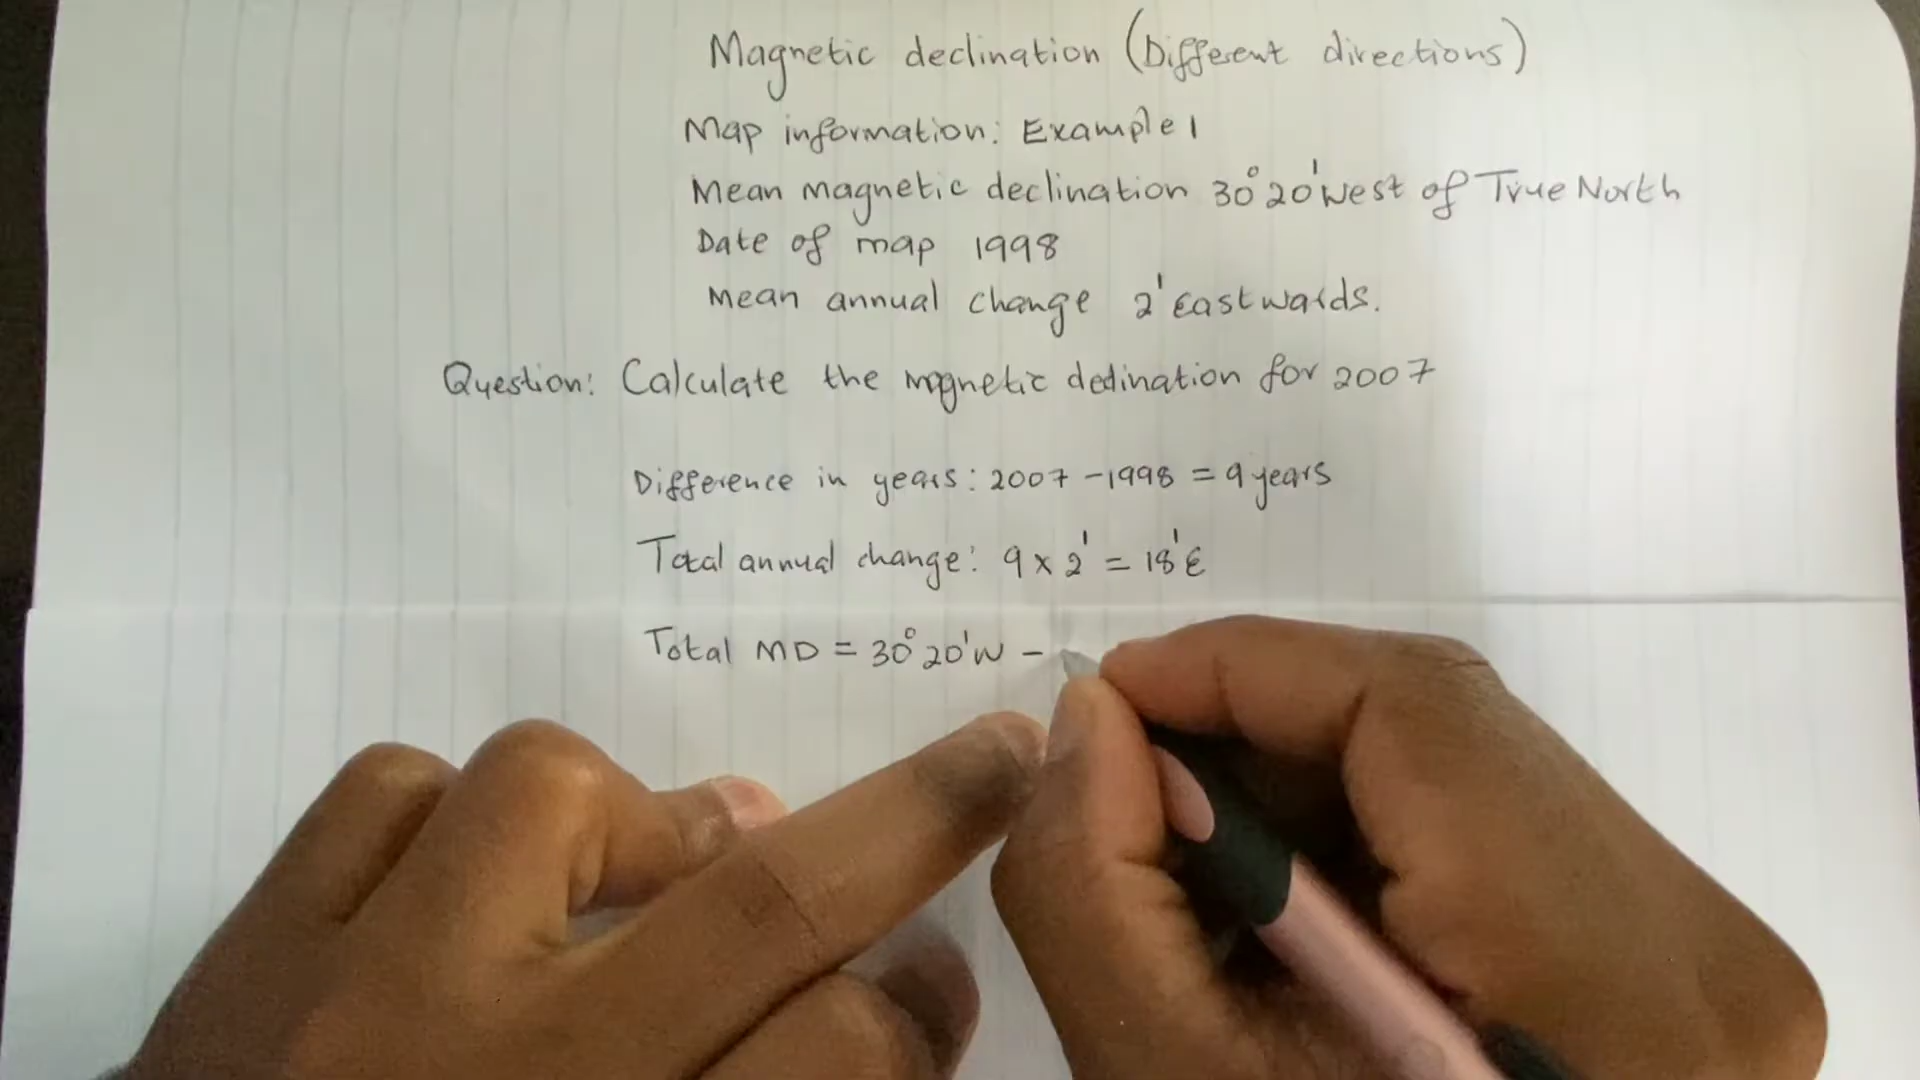 Magnetic declination (Different directions)
Map information: Example 1
Mean magnetic declination 30°20' West of True North
Date of map 1998
Mean annual change 2' Eastwards.
Question: Calculate the magnetic declination for 2007
Difference in years: 2007 - 1998 = 9 years
Total annual change: 9 x 2' = 18'E
Total MD = 30°20'W -